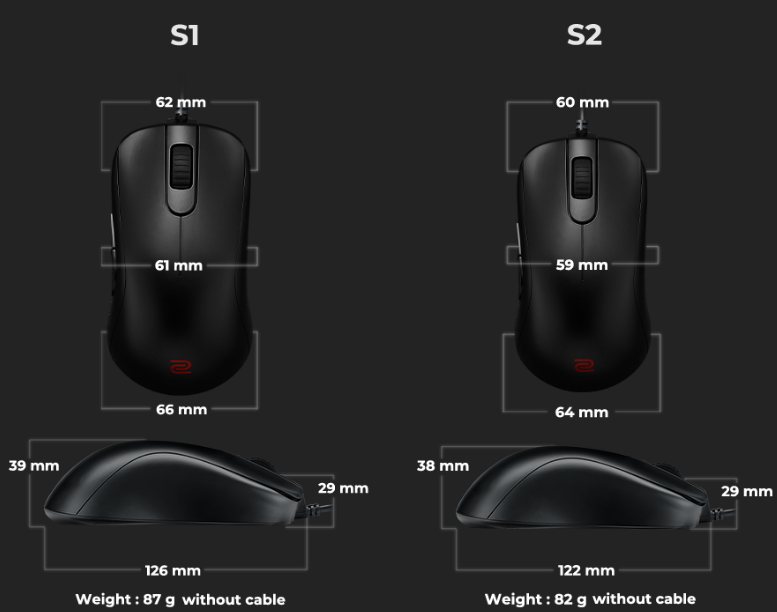 S1
S2
62 mm
60 mm
61 mm
59 mm
66 mm
64 mm
39 mm
29 mm
38 mm
29 mm
126 mm
122 mm
Weight : 87 g without cable
Weight : 82 g without cable